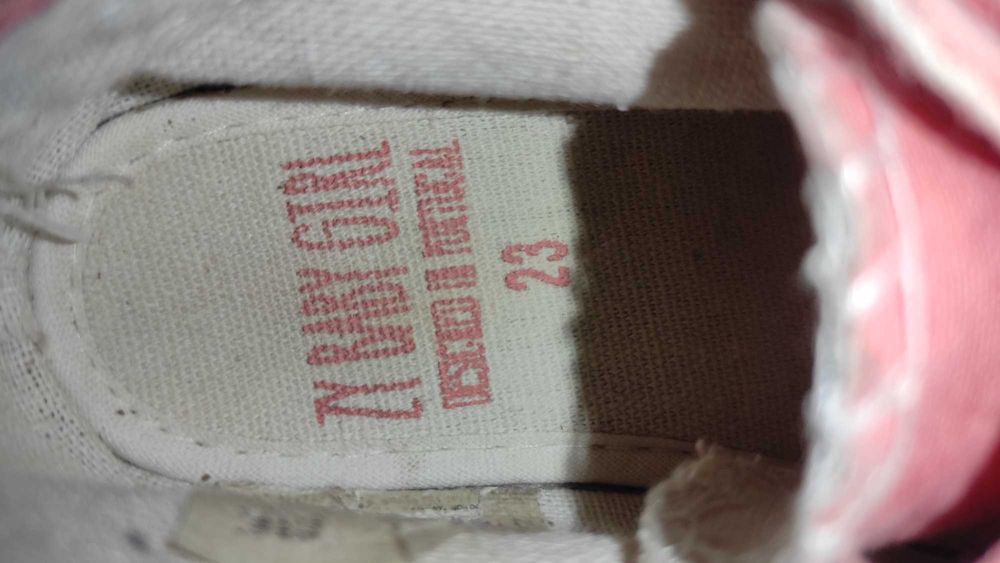 ZY BABY GIRL
DESIGNED IN PORTUGAL
23